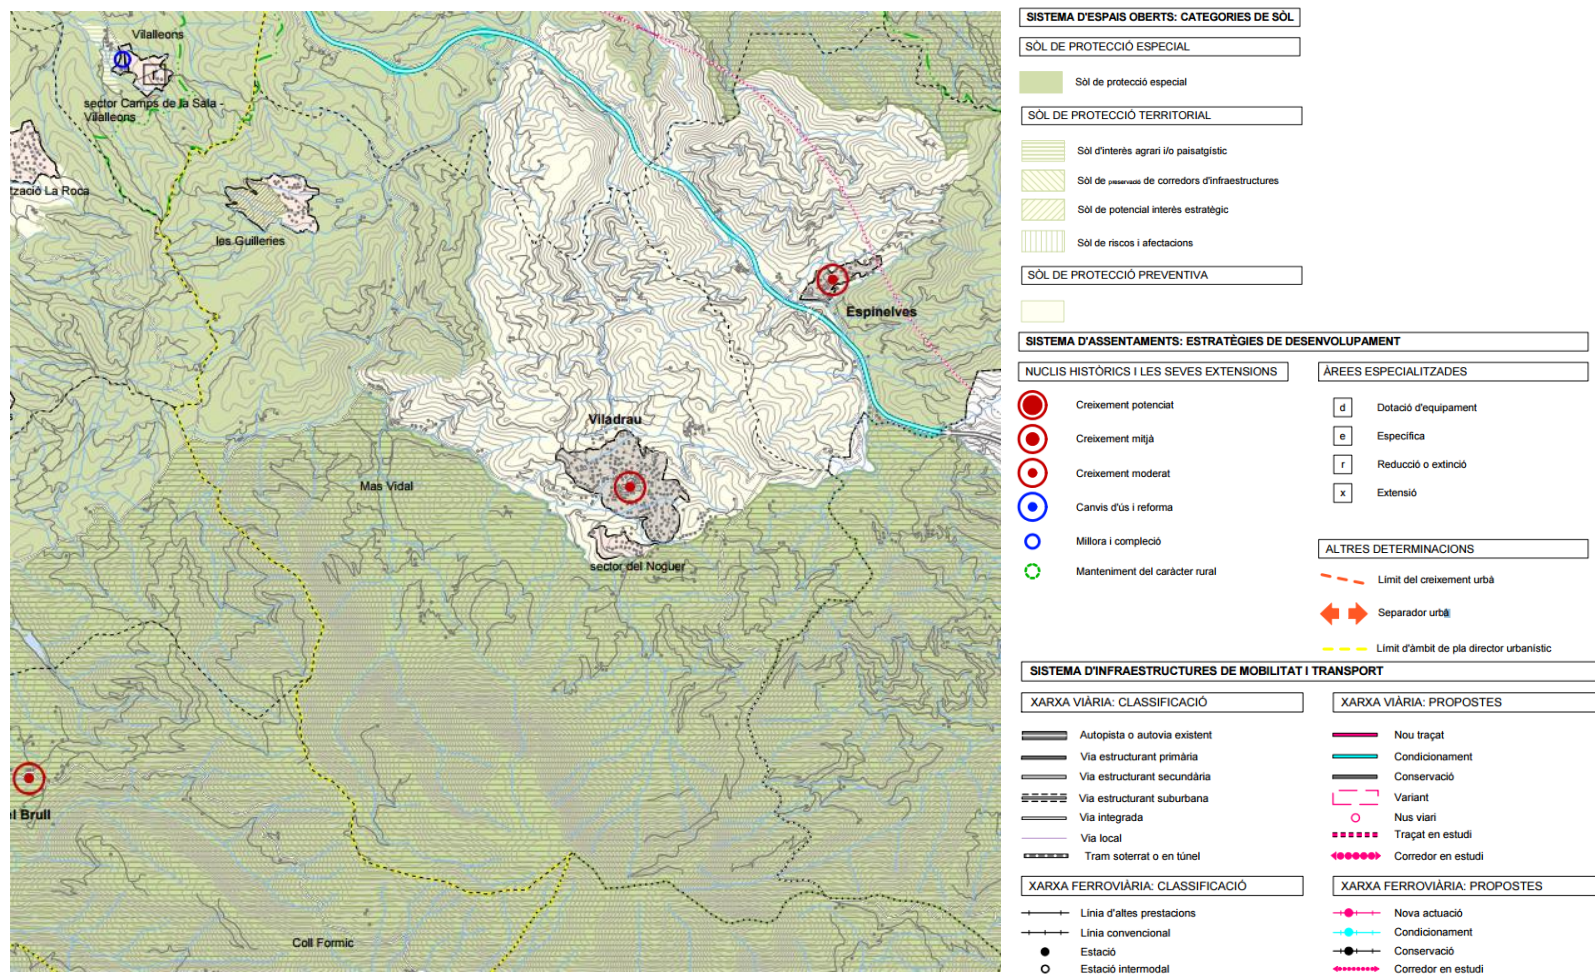 Vilalleons
sector Camps de la Sala -
Vilalleons
tzació La Roca
les Guilleries
Espinelves
Viladrau
Mas Vidal
sector del Noguer
el Brull
Coll Formic
SISTEMA D'ESPAIS OBERTS: CATEGORIES DE SÒL
SÒL DE PROTECCIÓ ESPECIAL
Sòl de protecció especial
SÒL DE PROTECCIÓ TERRITORIAL
Sòl d'interès agrari i/o paisatgístic
Sòl de preservació de corredors d'infraestructures
Sòl de potencial interès estratègic
Sòl de riscos i afectacions
SÒL DE PROTECCIÓ PREVENTIVA
SISTEMA D'ASSENTAMENTS: ESTRATÈGIES DE DESENVOLUPAMENT
NUCLIS HISTÒRICS I LES SEVES EXTENSIONS
Creixement potenciat
Creixement mitjà
Creixement moderat
Canvis d'ús i reforma
Millora i compleció
Manteniment del caràcter rural
ÀREES ESPECIALITZADES
d Dotació d'equipament
e Específica
r Reducció o extinció
x Extensió
ALTRES DETERMINACIONS
Límit del creixement urbà
Separador urbà
Límit d'àmbit de pla director urbanístic
SISTEMA D'INFRAESTRUCTURES DE MOBILITAT I TRANSPORT
XARXA VIÀRIA: CLASSIFICACIÓ
Autopista o autovia existent
Via estructurant primària
Via estructurant secundària
Via estructurant suburbana
Via integrada
Via local
Tram soterrat o en túnel
XARXA VIÀRIA: PROPOSTES
Nou traçat
Condicionament
Conservació
Variant
Nus viari
Traçat en estudi
Corredor en estudi
XARXA FERROVIÀRIA: CLASSIFICACIÓ
Línia d'altes prestacions
Línia convencional
Estació
Estació intermodal
XARXA FERROVIÀRIA: PROPOSTES
Nova actuació
Condicionament
Conservació
Corredor en estudi